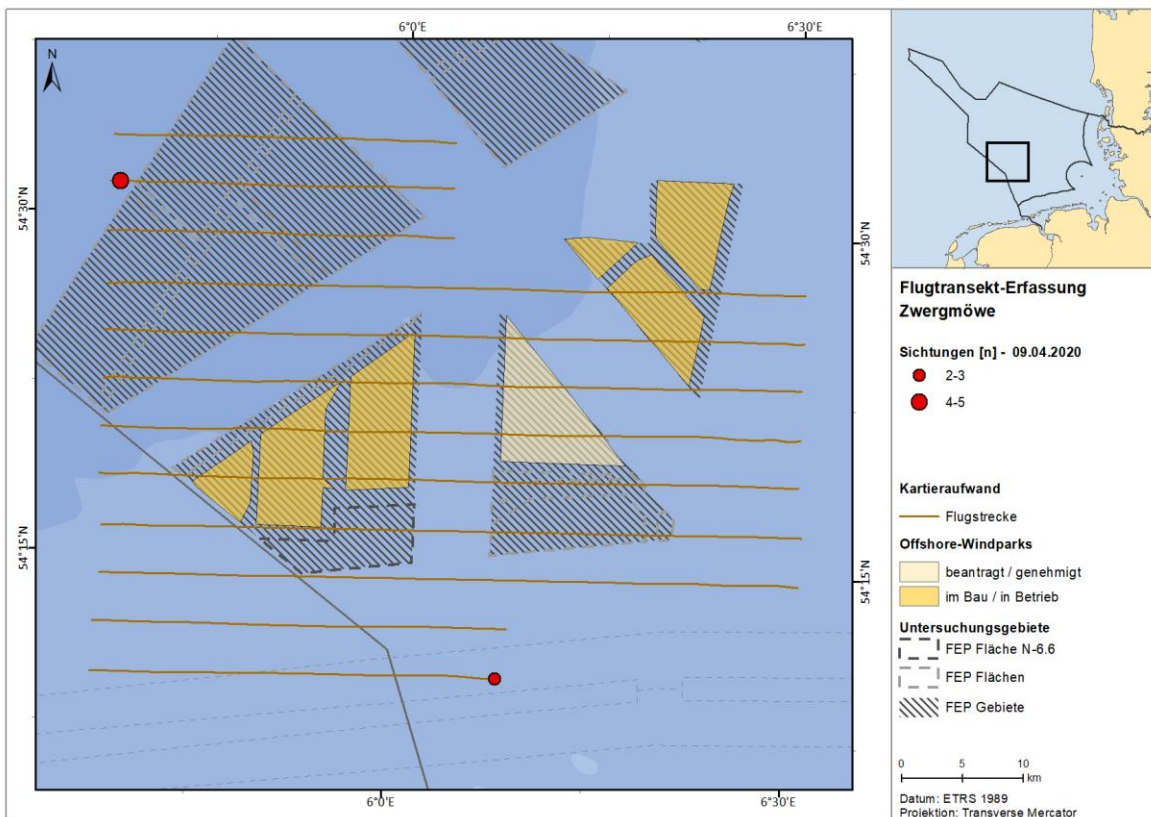 6°0'E
6°30'E
N
54°30'N
54°30'N
54°15'N
54°15'N
6°0'E
6°30'E
Flugtransekt-Erfassung
Zwergmöwe
Sichtungen [n] - 09.04.2020
2-3
4-5
Kartieraufwand
Flugstrecke
Offshore-Windparks
beantragt / genehmigt
im Bau / in Betrieb
Untersuchungsgebiete
FEP Fläche N-6.6
FEP Flächen
FEP Gebiete
0 5 10
km
Datum: ETRS 1989
Projektion: Transverse Mercator